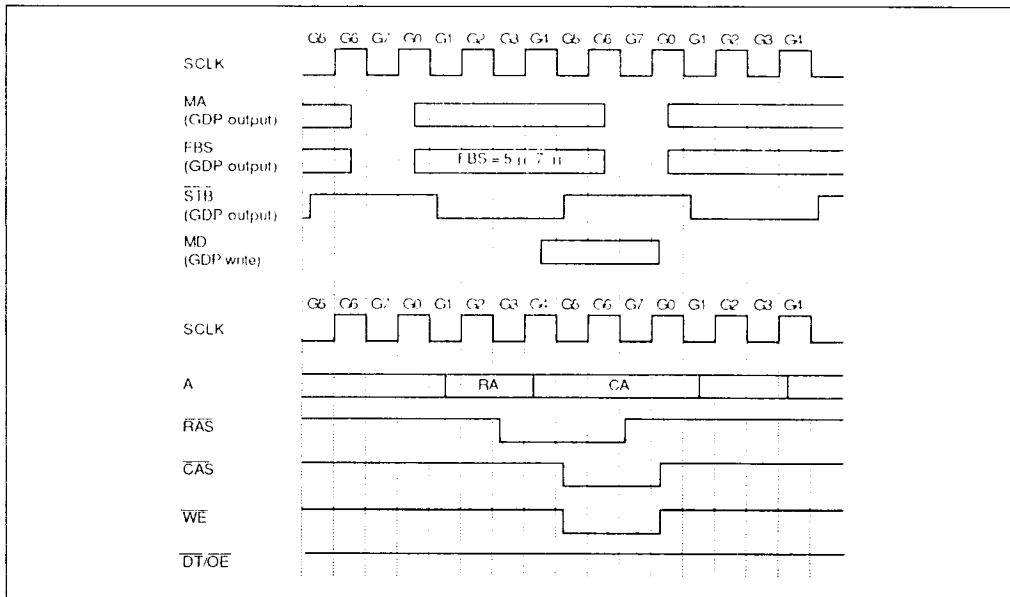 G5 G6 G7 G0 G1 G2 G3 G4 G5 G6 G7 G0 G1 G2 G3 G4
SCLK
MA
(GDP output)
FBS
(GDP output)
FBS = 5 7
STB
(GDP output)
MD
(GDP write)
G5 G6 G7 G0 G1 G2 G3 G4 G5 G6 G7 G0 G1 G2 G3 G4
SCLK
A
RA CA
RAS
CAS
WE
DT/OE